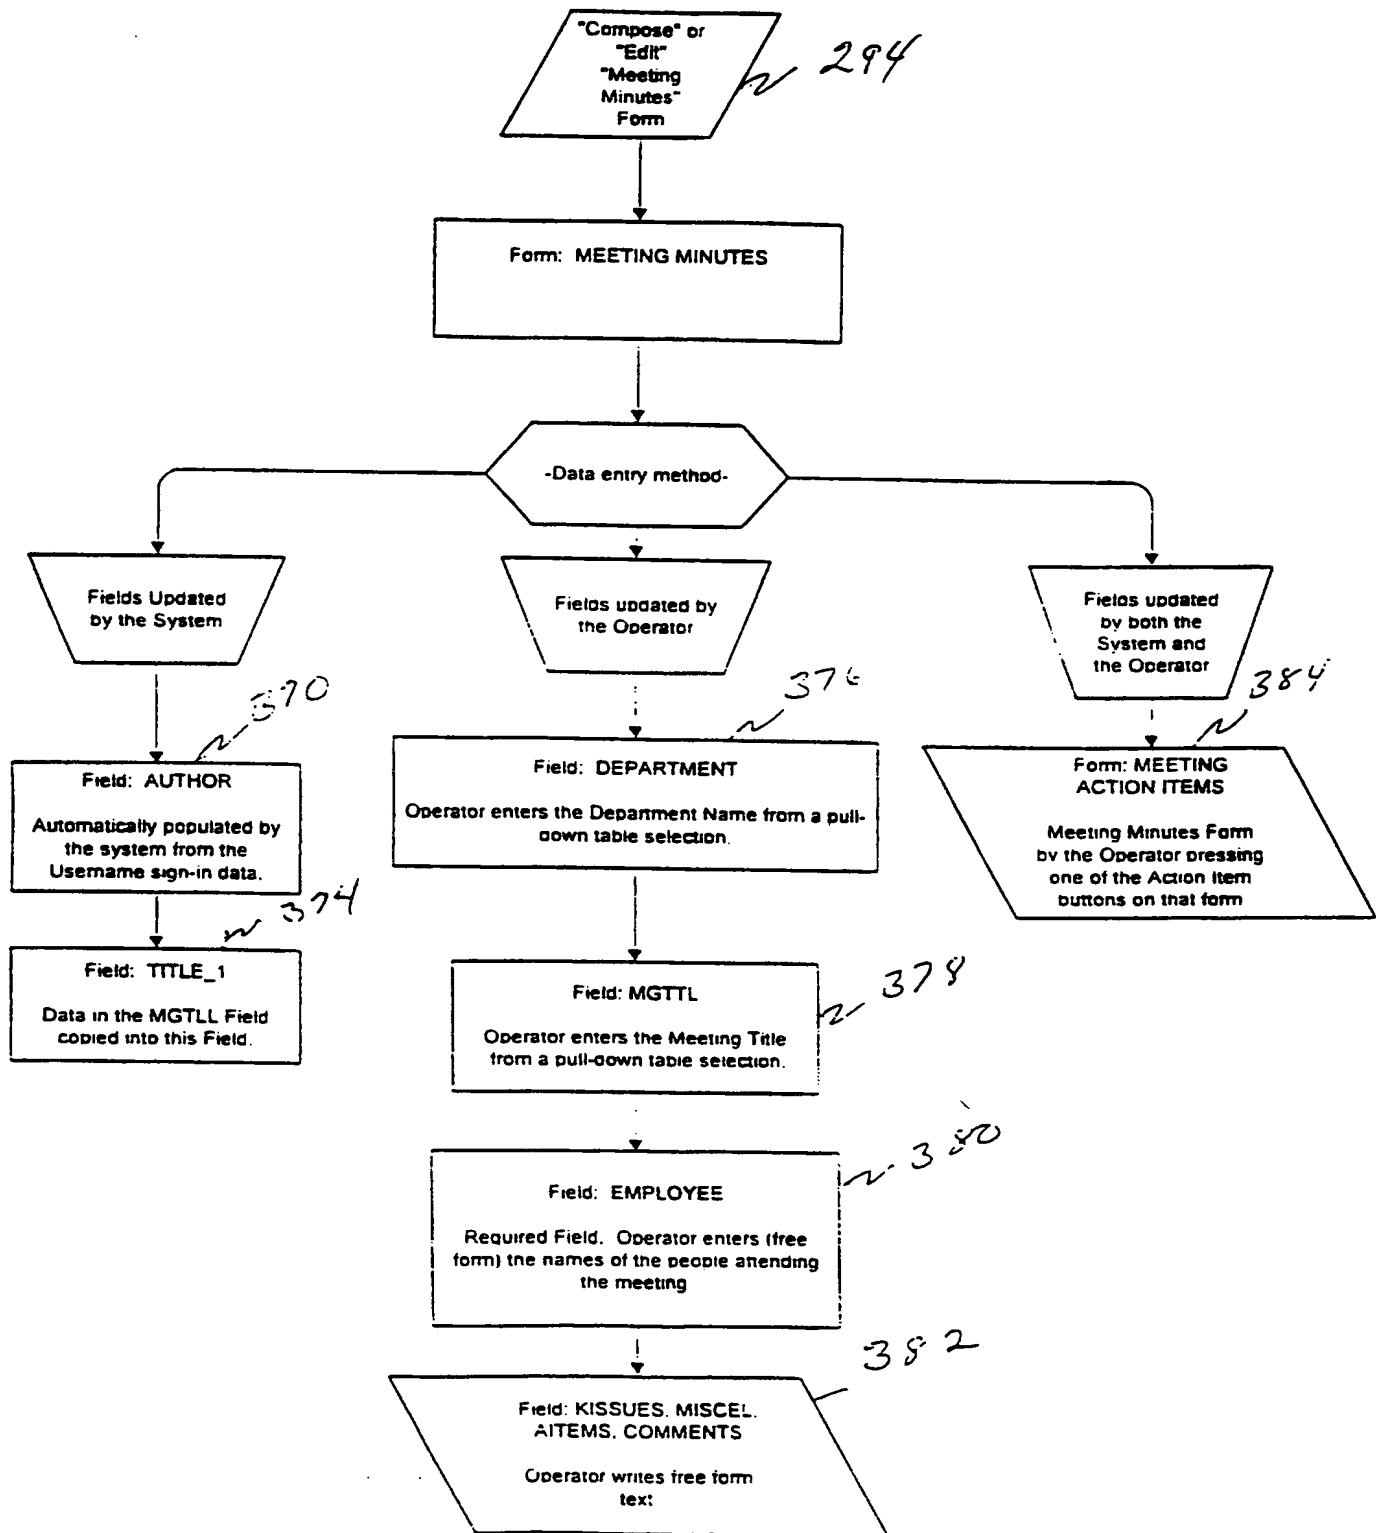 "Compose" or
"Edit"
"Meeting
Minutes"
Form
294
Form: MEETING MINUTES
-Data entry method-
Fields Updated
by the System
Fields updated by
the Operator
Fields updated
by both the
System and
the Operator
370
376
384
Field: AUTHOR
Automatically populated by
the system from the
Username sign-in data.
Field: DEPARTMENT
Operator enters the Department Name from a pull-
down table selection.
Form: MEETING
ACTION ITEMS
Meeting Minutes Form
by the Operator pressing
one of the Action Item
buttons on that form
374
Field: TITLE_1
Data in the MGTLL Field
copied into this Field.
Field: MGTTL
Operator enters the Meeting Title
from a pull-down table selection.
378
Field: EMPLOYEE
Required Field. Operator enters (free
form) the names of the people attending
the meeting
380
382
Field: KISSUES, MISCEL,
AITEMS, COMMENTS
Operator writes free form
text